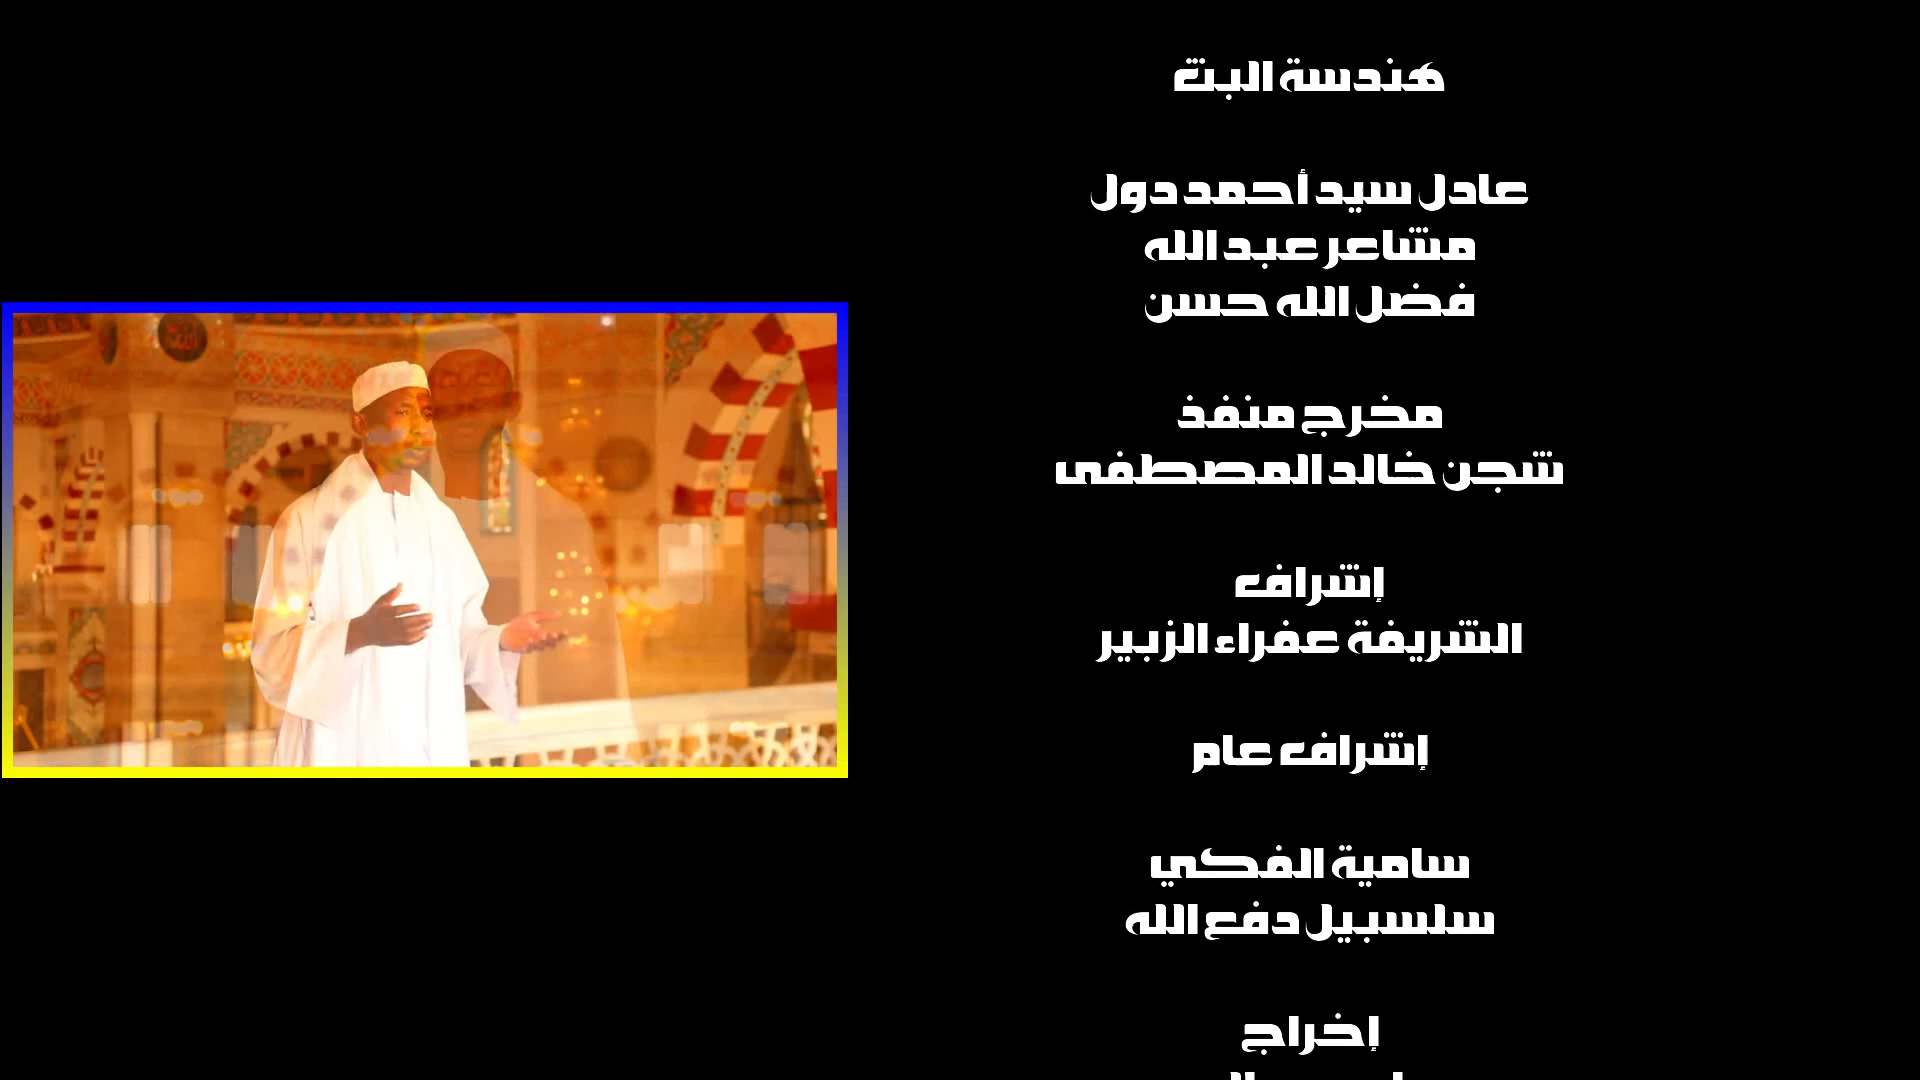 هندسة البث
عادل سيد أحمد دول
مشاعر عبد الله
فضل الله حسن
مخرج منفذ
شجن خالد المصطفى
إشراف
الشريفة عفراء الزبير
إشراف عام
سامية الفكي
سلسبيل دفع الله
إخراج